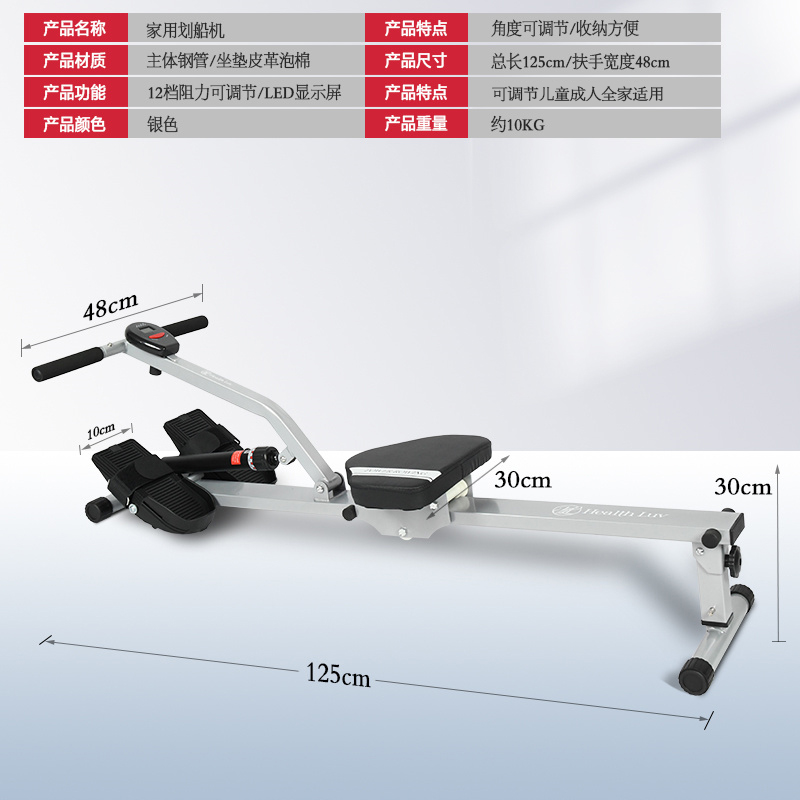 产品名称 家用划船机 产品特点 角度可调节/收纳方便
产品材质 主体钢管/坐垫皮革泡棉 产品尺寸 总长125cm/扶手宽度48cm
产品功能 12档阻力可调节/LED显示屏 产品特点 可调节儿童成人全家适用
产品颜色 银色 产品重量 约10KG
48cm
10cm
30cm
30cm
Health Luv
125cm